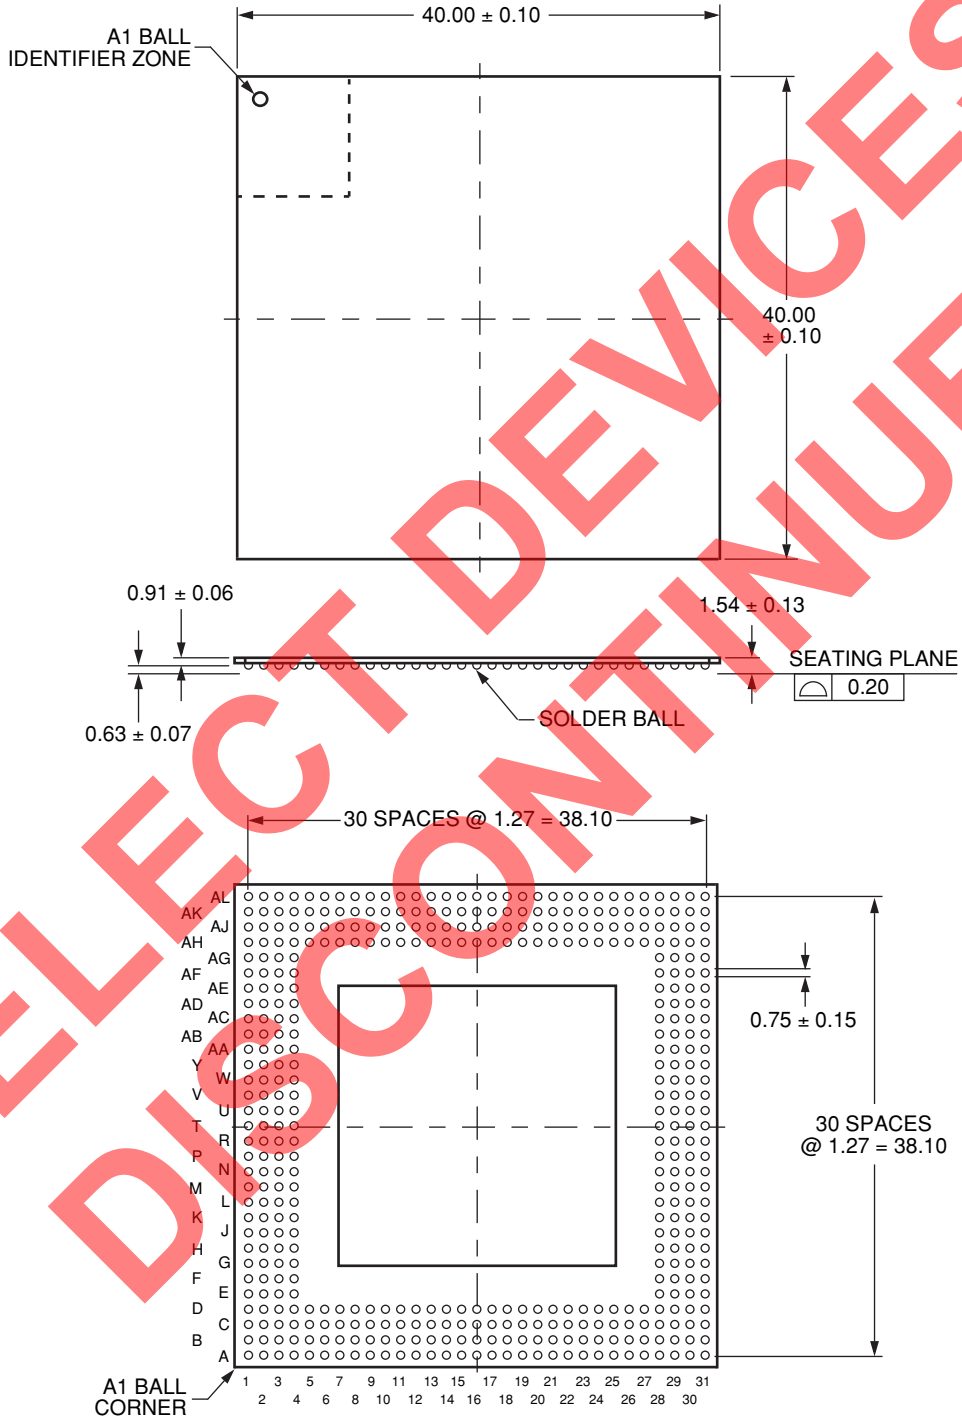 40.00 ± 0.10
A1 BALL
IDENTIFIER ZONE
40.00
± 0.10
0.91 ± 0.06
1.54 ± 0.13
SEATING PLANE
0.20
SOLDER BALL
0.63 ± 0.07
30 SPACES @ 1.27 = 38.10
AL
AK
AJ
AH
AG
AF
AE
AD
AC
AB
AA
Y
W
V
U
T
R
P
N
M
L
K
J
H
G
F
E
D
C
B
A
0.75 ± 0.15
30 SPACES
@ 1.27 = 38.10
1 3 5 7 9 11 13 15 17 19 21 23 25 27 29 31
2 4 6 8 10 12 14 16 18 20 22 24 26 28 30
A1 BALL
CORNER
ELECT DEVICES
DISCONTINUE